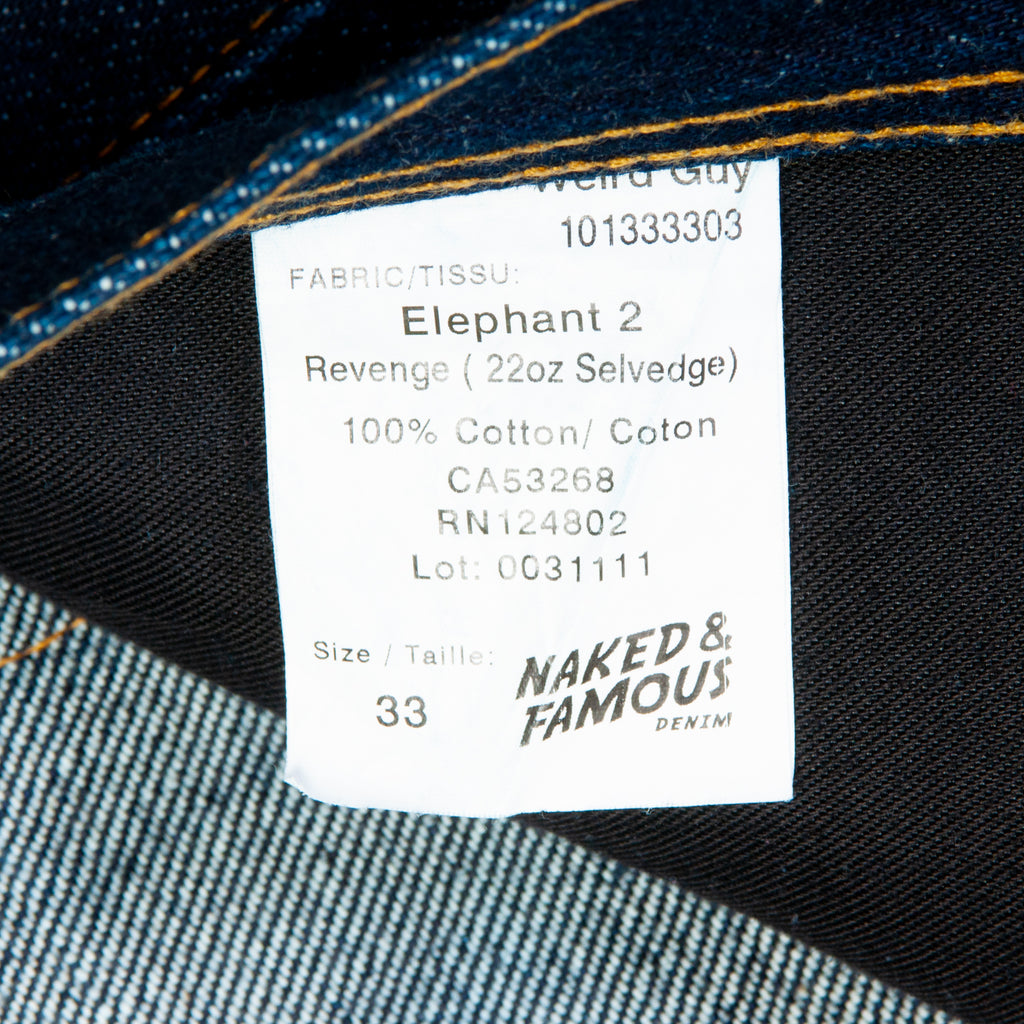 Weird Guy
101333303
FABRIC/TISSU:
Elephant 2
Revenge ( 22oz Selvedge)
100% Cotton/ Coton
CA53268
RN124802
Lot: 0031111
Size / Taille:
33
NAKED &
FAMOUS
DENIM